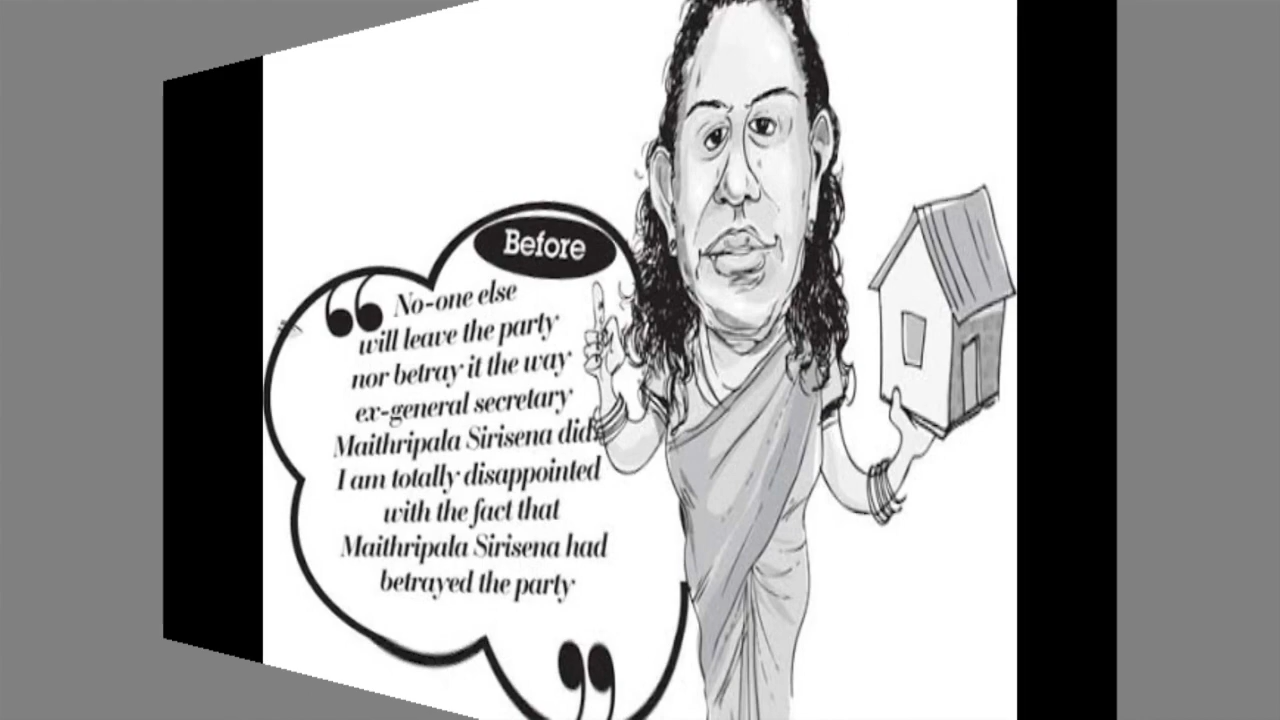 Before
“ No-one else
will leave the party
nor betray it the way
ex-general secretary
Maithripala Sirisena did.
I am totally disappointed
with the fact that
Maithripala Sirisena had
betrayed the party
”